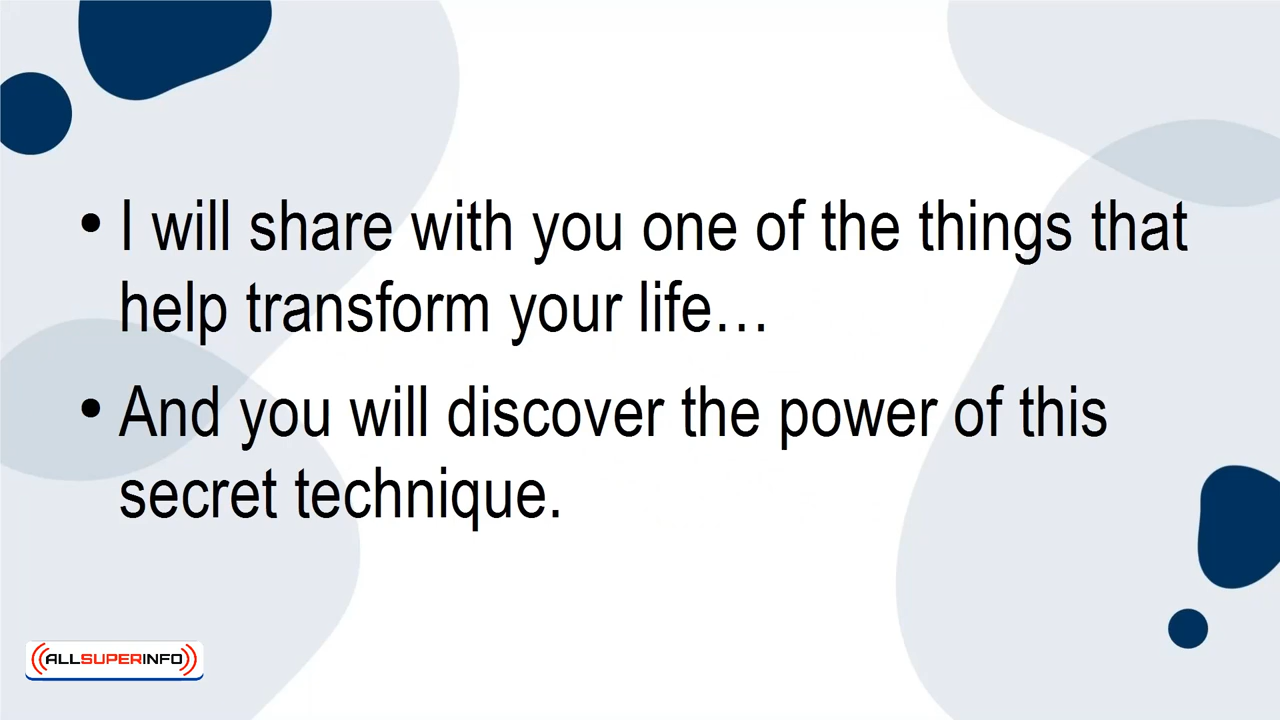 • I will share with you one of the things that
help transform your life…
• And you will discover the power of this
secret technique.
ALLSUPERINFO